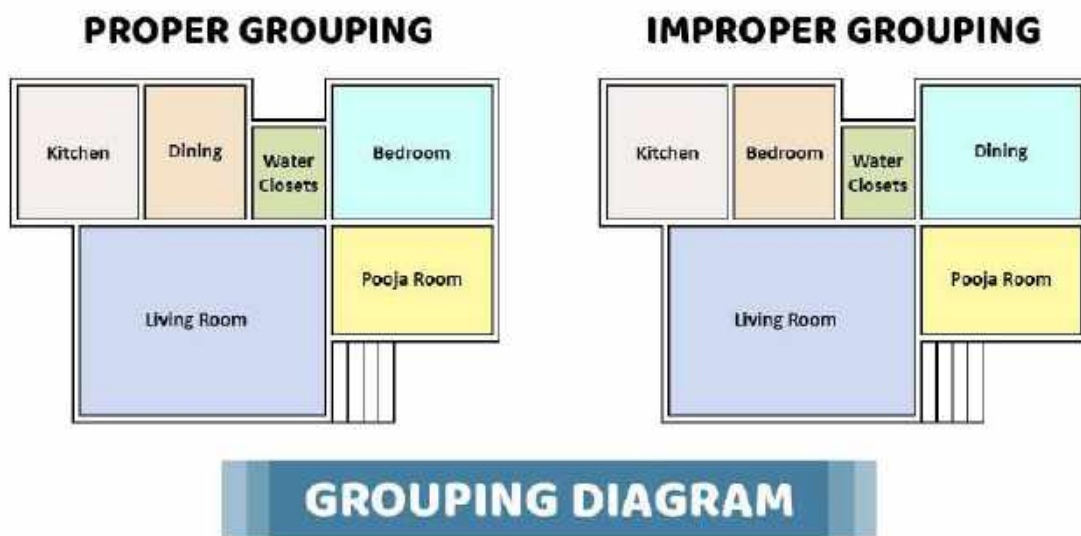 PROPER GROUPING
Kitchen
Dining
Water
Closets
Bedroom
Living Room
Pooja Room
IMPROPER GROUPING
Kitchen
Bedroom
Water
Closets
Dining
Living Room
Pooja Room
GROUPING DIAGRAM